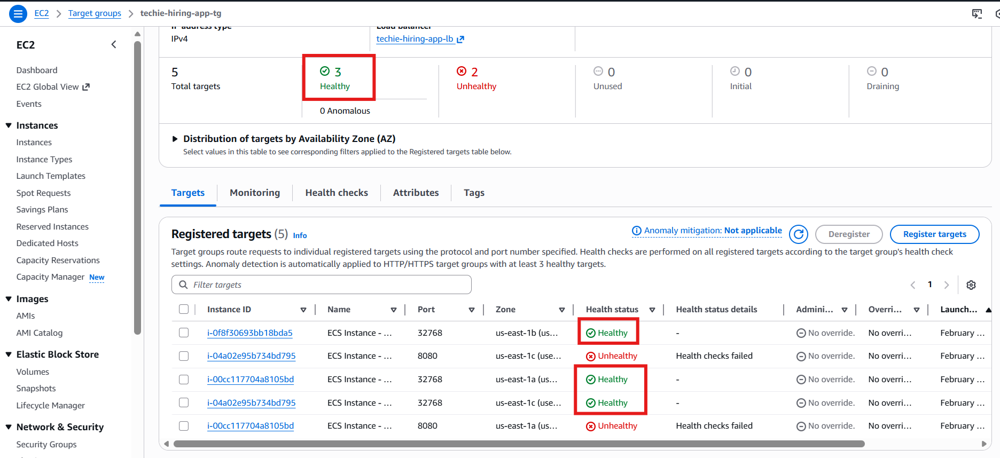 EC2 > Target groups > techie-hiring-app-tg
EC2
Dashboard
EC2 Global View
Events
Instances
Instances
Instance Types
Launch Templates
Spot Requests
Savings Plans
Reserved Instances
Dedicated Hosts
Capacity Reservations
Capacity Manager New
Images
AMIs
AMI Catalog
Elastic Block Store
Volumes
Snapshots
Lifecycle Manager
Network & Security
Security Groups
IP address type
IPv4
Load balancer
techie-hiring-app-lb
5
Total targets
3
Healthy
0 Anomalous
2
Unhealthy
0
Unused
0
Initial
0
Draining
Distribution of targets by Availability Zone (AZ)
Select values in this table to see corresponding filters applied to the Registered targets table below.
Targets Monitoring Health checks Attributes Tags
Registered targets (5) Info
Anomaly mitigation: Not applicable
Deregister
Register targets
Target groups route requests to individual registered targets using the protocol and port number specified. Health checks are performed on all registered targets according to the target group's health check
settings. Anomaly detection is automatically applied to HTTP/HTTPS target groups with at least 3 healthy targets.
Filter targets
< 1 >
Instance ID Name Port Zone Health status Health status details Admini... Overri... Launch...
i-0f8f30693bb18bda5 ECS Instance - ... 32768 us-east-1b (us... Healthy - No override. No overri... February ...
i-04a02e95b734bd795 ECS Instance - ... 8080 us-east-1c (use... Unhealthy Health checks failed No override. No overri... February ...
i-00cc117704a8105bd ECS Instance - ... 32768 us-east-1a (us... Healthy - No override. No overri... February ...
i-04a02e95b734bd795 ECS Instance - ... 32768 us-east-1c (use... Healthy - No override. No overri... February ...
i-00cc117704a8105bd ECS Instance - ... 8080 us-east-1a (us... Unhealthy Health checks failed No override. No overri... February ...